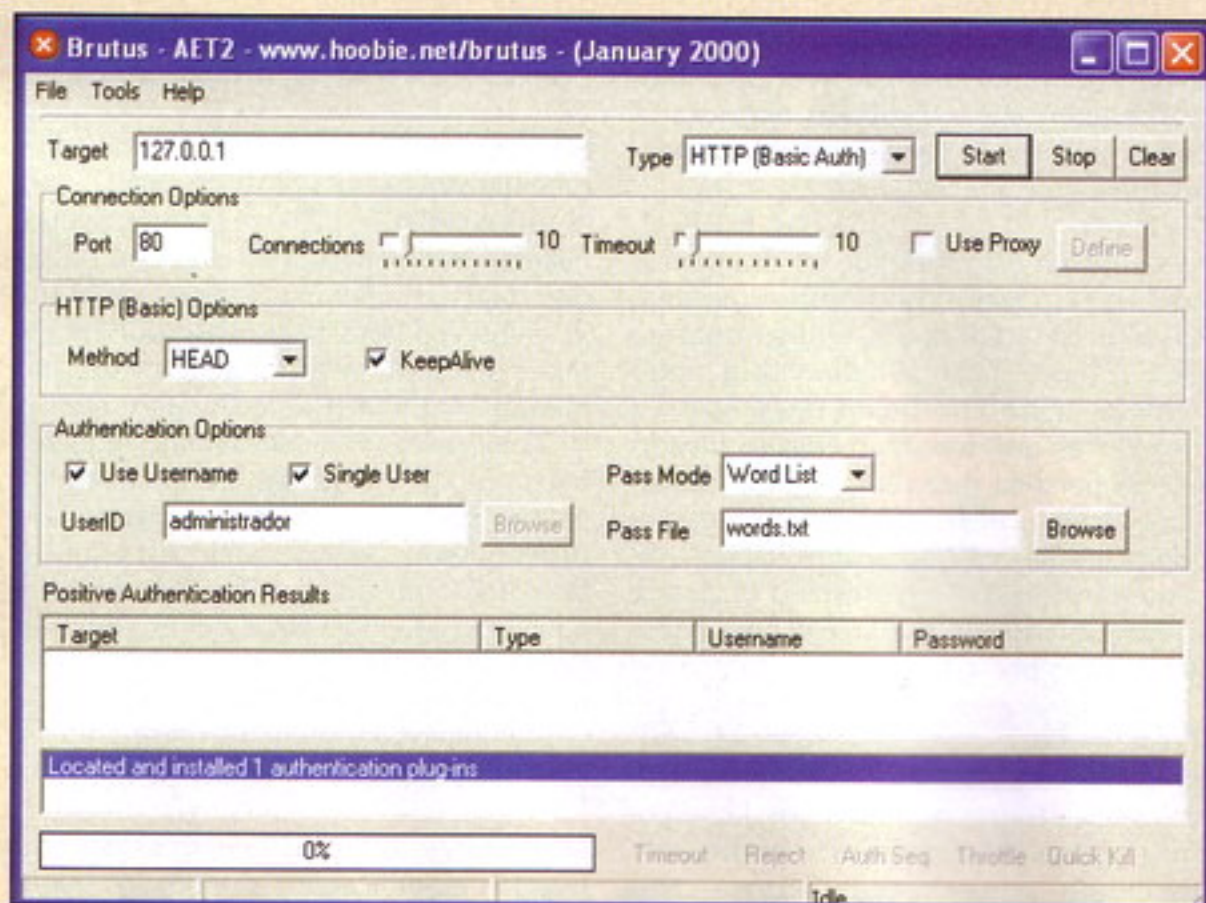 Brutus - AET2 - www.hoobie.net/brutus - (January 2000)
File Tools Help
Target 127.0.0.1 Type HTTP (Basic Auth) Start Stop Clear
Connection Options
Port 80 Connections 10 Timeout 10 Use Proxy Define
HTTP (Basic) Options
Method HEAD KeepAlive
Authentication Options
Use Username Single User Pass Mode Word List
UserID administrador Browse Pass File words.txt Browse
Positive Authentication Results
Target Type Username Password
Located and installed 1 authentication plug-ins
0% Timeout Reject Auth Seq Throttle Quick Kill
Idle